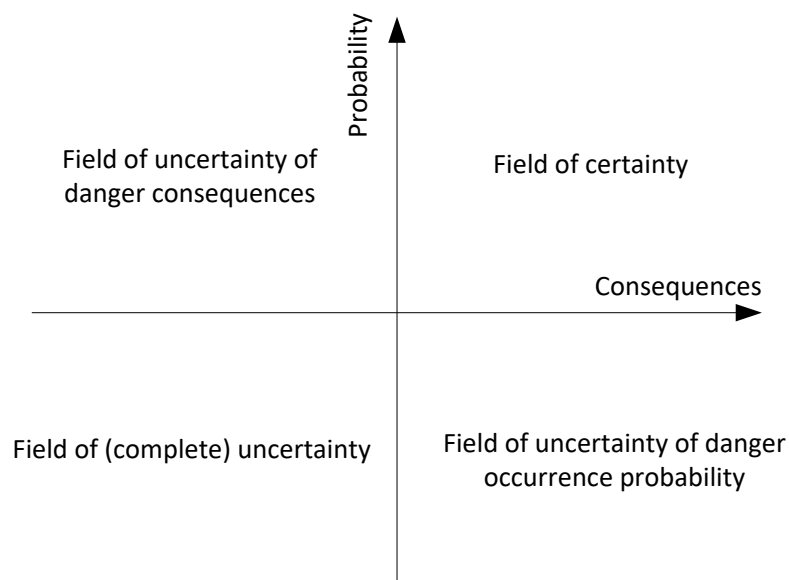 Probability
Field of uncertainty of
danger consequences
Field of certainty
Consequences
Field of (complete) uncertainty
Field of uncertainty of danger
occurrence probability